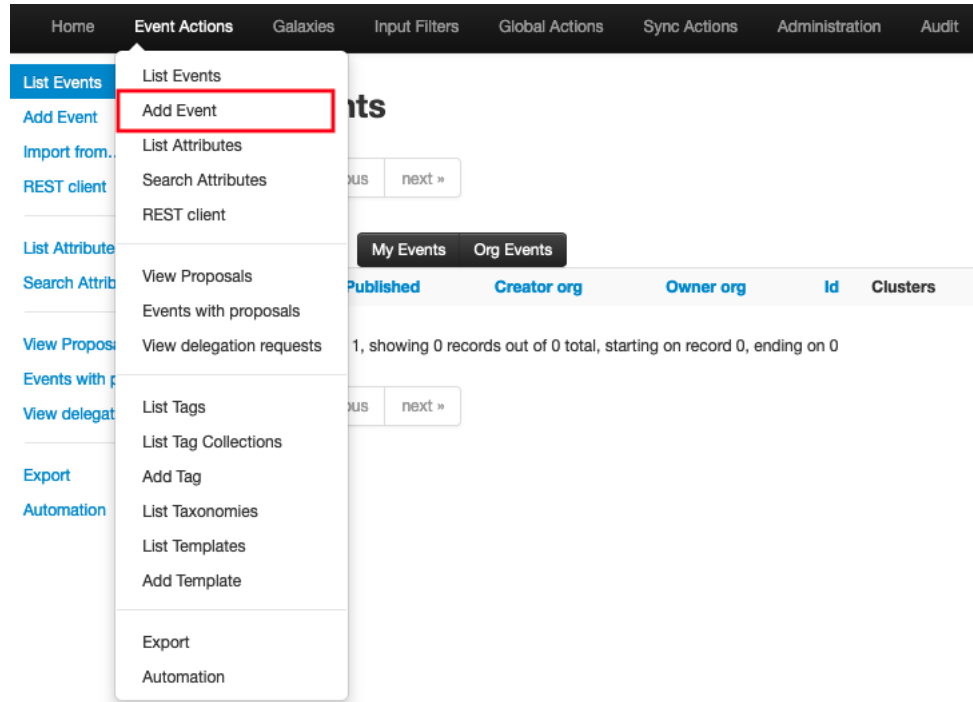 Home Event Actions Galaxies Input Filters Global Actions Sync Actions Administration Audit
List Events
Add Event
Import from..
REST client
List Attribute
Search Attrib
View Propos
Events with p
View delegat
Export
Automation
List Events
Add Event
List Attributes
Search Attributes
REST client
View Proposals
Events with proposals
View delegation requests
List Tags
List Tag Collections
Add Tag
List Taxonomies
List Templates
Add Template
Export
Automation
nts
ous next »
My Events Org Events
Published Creator org Owner org Id Clusters
1, showing 0 records out of 0 total, starting on record 0, ending on 0
ous next »